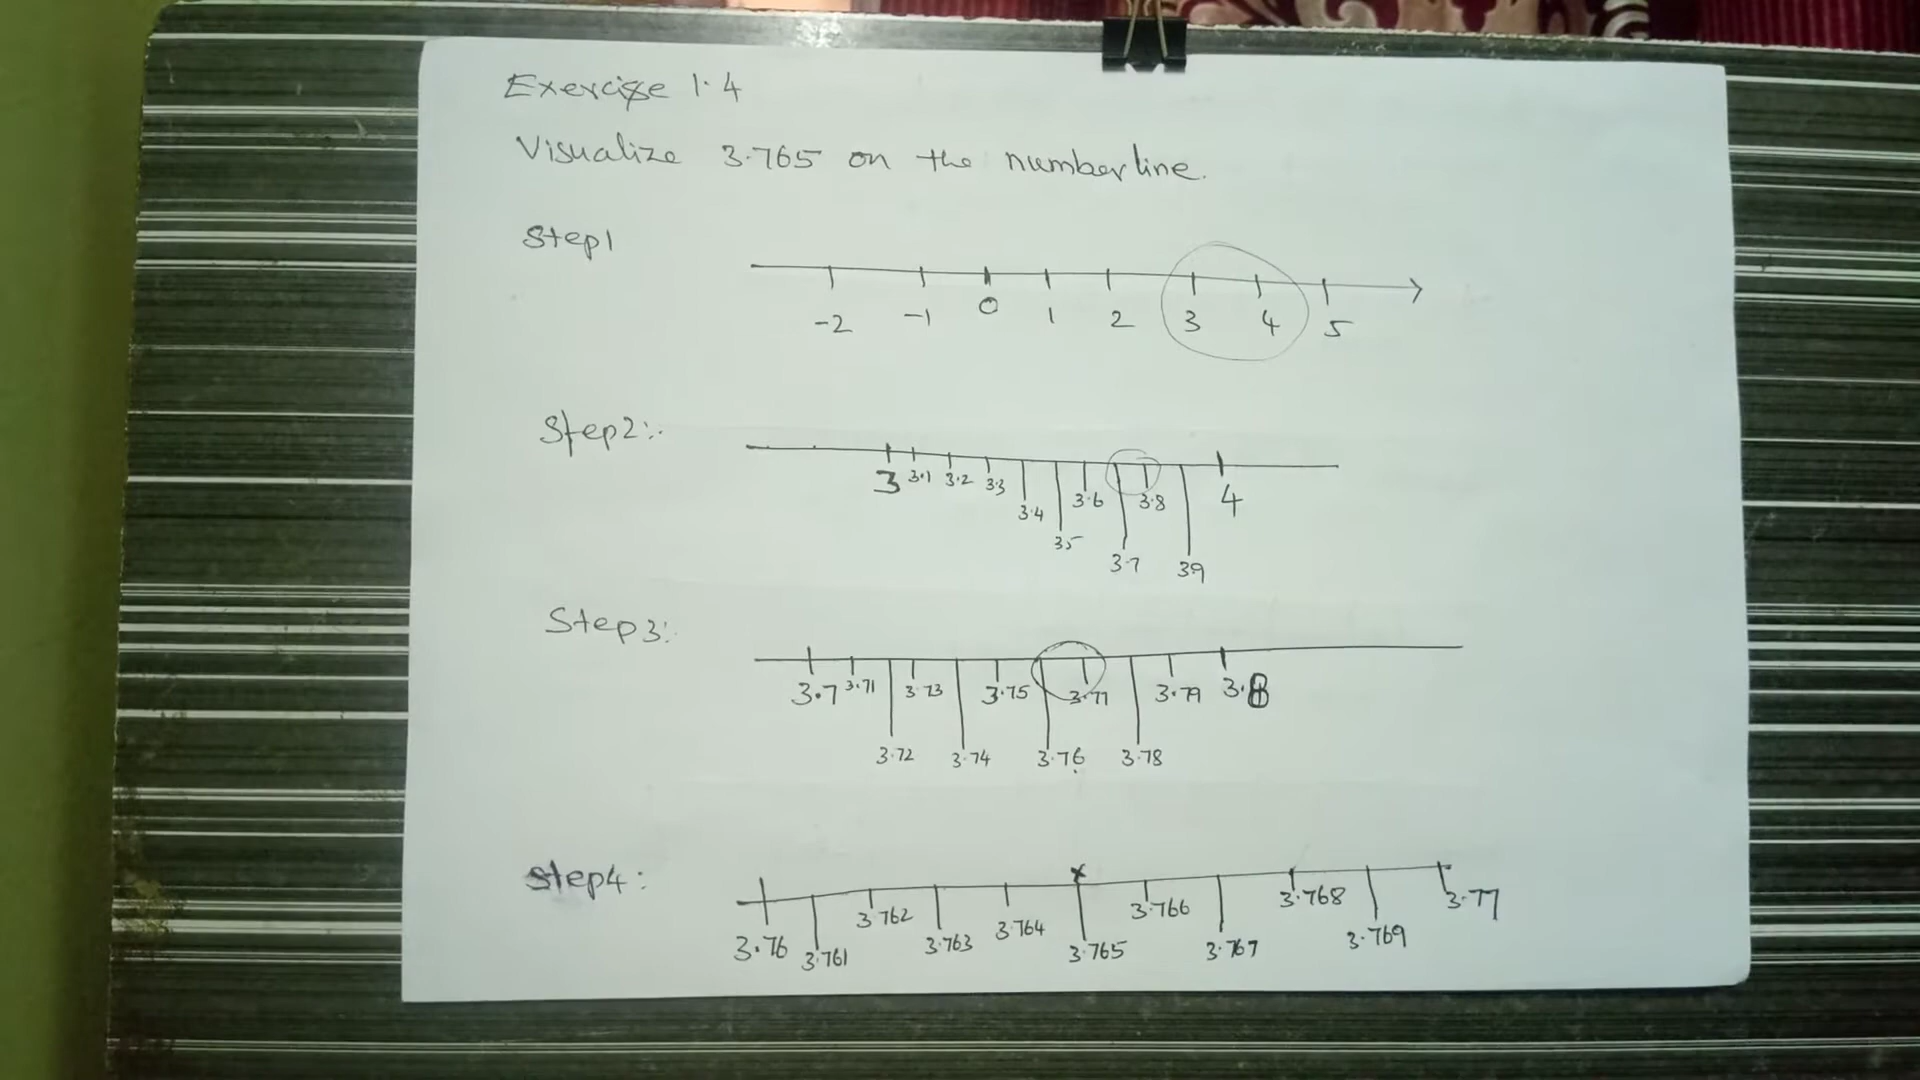 Exercise 1.4
Visualize 3.765 on the number line.
Step1
-2 -1 0 1 2 3 4 5
Step2:-
3 3.1 3.2 3.3 3.4 3.5 3.6 3.7 3.8 3.9 4
Step3:
3.7 3.71 3.72 3.73 3.74 3.75 3.76 3.77 3.78 3.79 3.8
Step4:
3.76 3.761 3.762 3.763 3.764 3.765 3.766 3.767 3.768 3.769 3.77